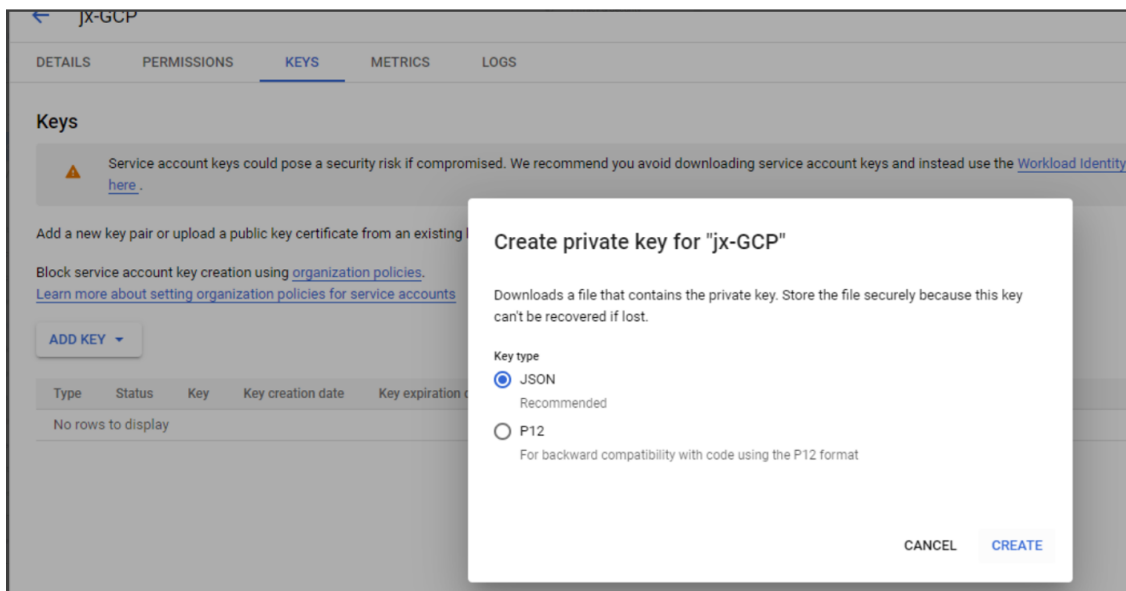 jx-GCP
DETAILS PERMISSIONS KEYS METRICS LOGS
Keys
Service account keys could pose a security risk if compromised. We recommend you avoid downloading service account keys and instead use the Workload Identity
here .
Add a new key pair or upload a public key certificate from an existing
Block service account key creation using organization policies.
Learn more about setting organization policies for service accounts
ADD KEY
Type Status Key Key creation date Key expiration
No rows to display
Create private key for "jx-GCP"
Downloads a file that contains the private key. Store the file securely because this key
can't be recovered if lost.
Key type
JSON
Recommended
P12
For backward compatibility with code using the P12 format
CANCEL CREATE